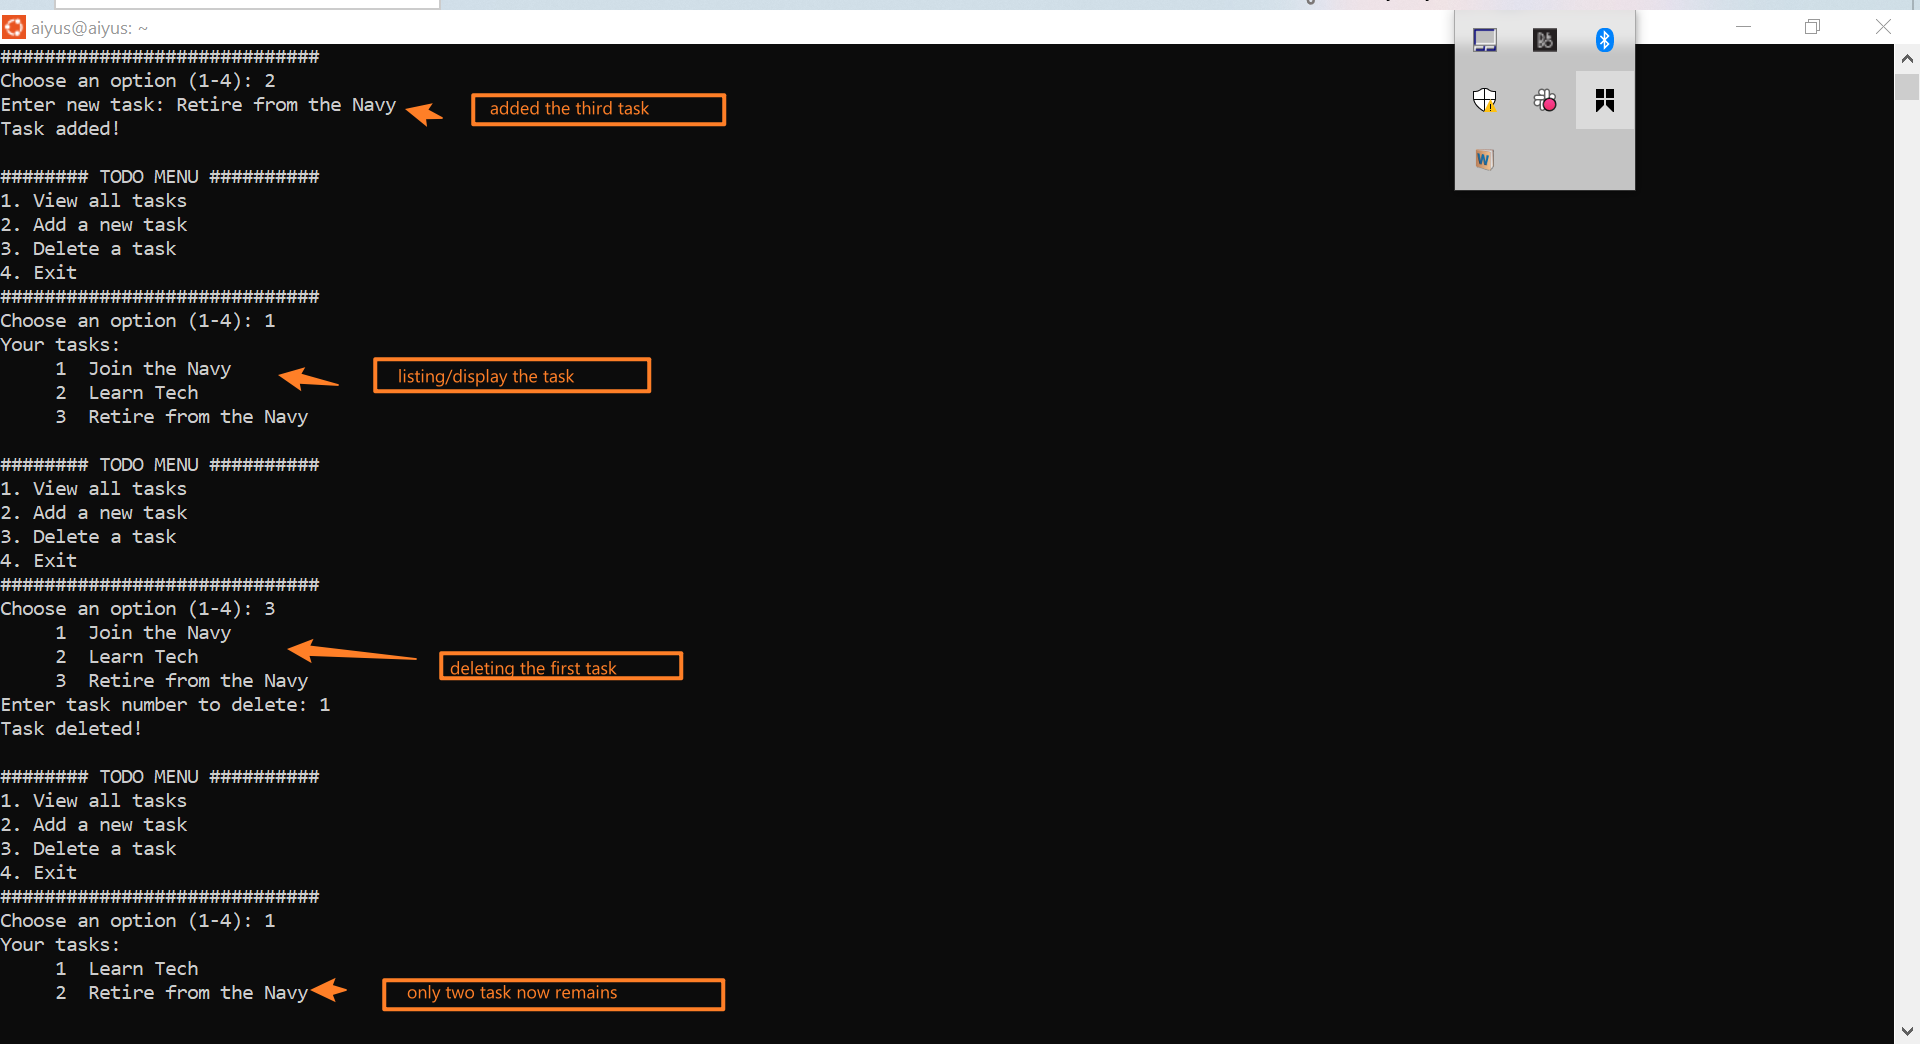 aiyus@aiyus: ~
#############################
Choose an option (1-4): 2
Enter new task: Retire from the Navy
added the third task
Task added!
######## TODO MENU ##########
1. View all tasks
2. Add a new task
3. Delete a task
4. Exit
#############################
Choose an option (1-4): 1
Your tasks:
1 Join the Navy
listing/display the task
2 Learn Tech
3 Retire from the Navy
######## TODO MENU ##########
1. View all tasks
2. Add a new task
3. Delete a task
4. Exit
#############################
Choose an option (1-4): 3
1 Join the Navy
2 Learn Tech
deleting the first task
3 Retire from the Navy
Enter task number to delete: 1
Task deleted!
######## TODO MENU ##########
1. View all tasks
2. Add a new task
3. Delete a task
4. Exit
#############################
Choose an option (1-4): 1
Your tasks:
1 Learn Tech
2 Retire from the Navy
only two task now remains